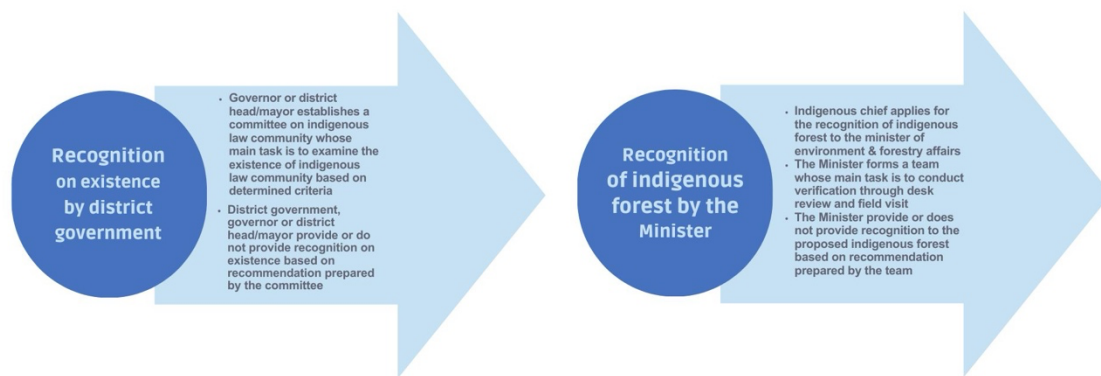 Recognition
on existence
by district
government
• Governor or district
head/mayor establishes a
committee on indigenous
law community whose
main task is to examine the
existence of indigenous
law community based on
determined criteria
• District government,
governor or district
head/mayor provide or do
not provide recognition on
existence based on
recommendation prepared
by the committee
Recognition
of indigenous
forest by the
Minister
• Indigenous chief applies for
the recognition of indigenous
forest to the minister of
environment & forestry affairs
• The Minister forms a team
whose main task is to conduct
verification through desk
review and field visit
• The Minister provide or does
not provide recognition to the
proposed indigenous forest
based on recommendation
prepared by the team